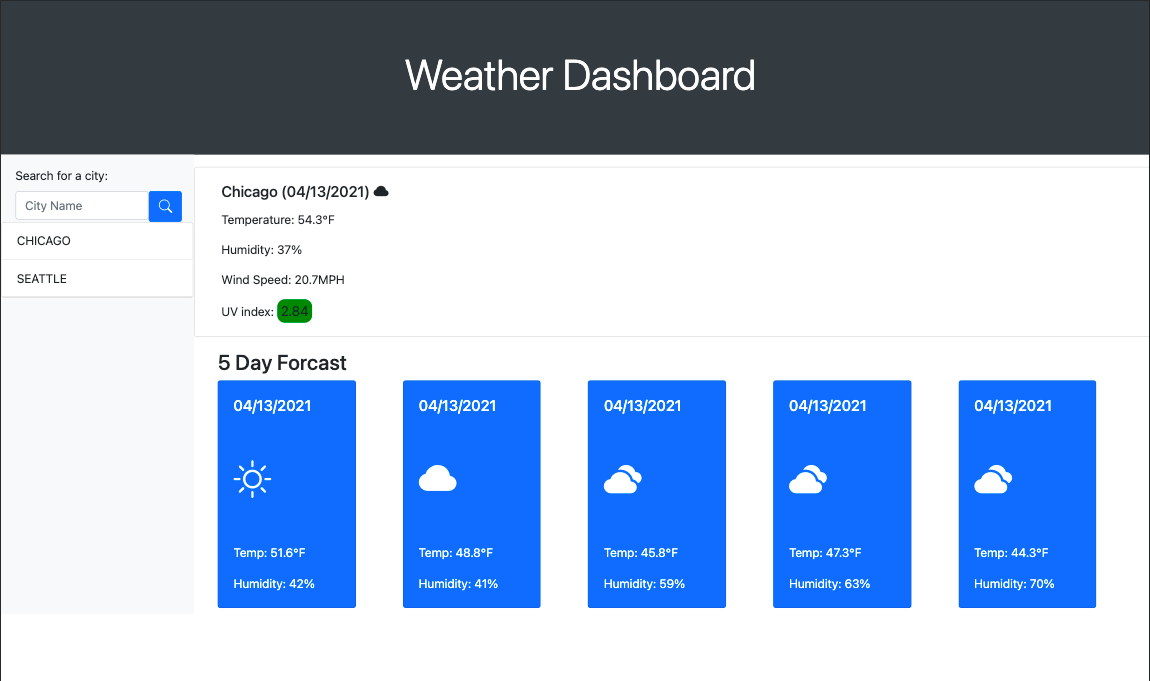 Weather Dashboard
Search for a city:
City Name
CHICAGO
SEATTLE
Chicago (04/13/2021)
Temperature: 54.3°F
Humidity: 37%
Wind Speed: 20.7MPH
UV index: 2.84
5 Day Forcast
04/13/2021
Temp: 51.6°F
Humidity: 42%
04/13/2021
Temp: 48.8°F
Humidity: 41%
04/13/2021
Temp: 45.8°F
Humidity: 59%
04/13/2021
Temp: 47.3°F
Humidity: 63%
04/13/2021
Temp: 44.3°F
Humidity: 70%